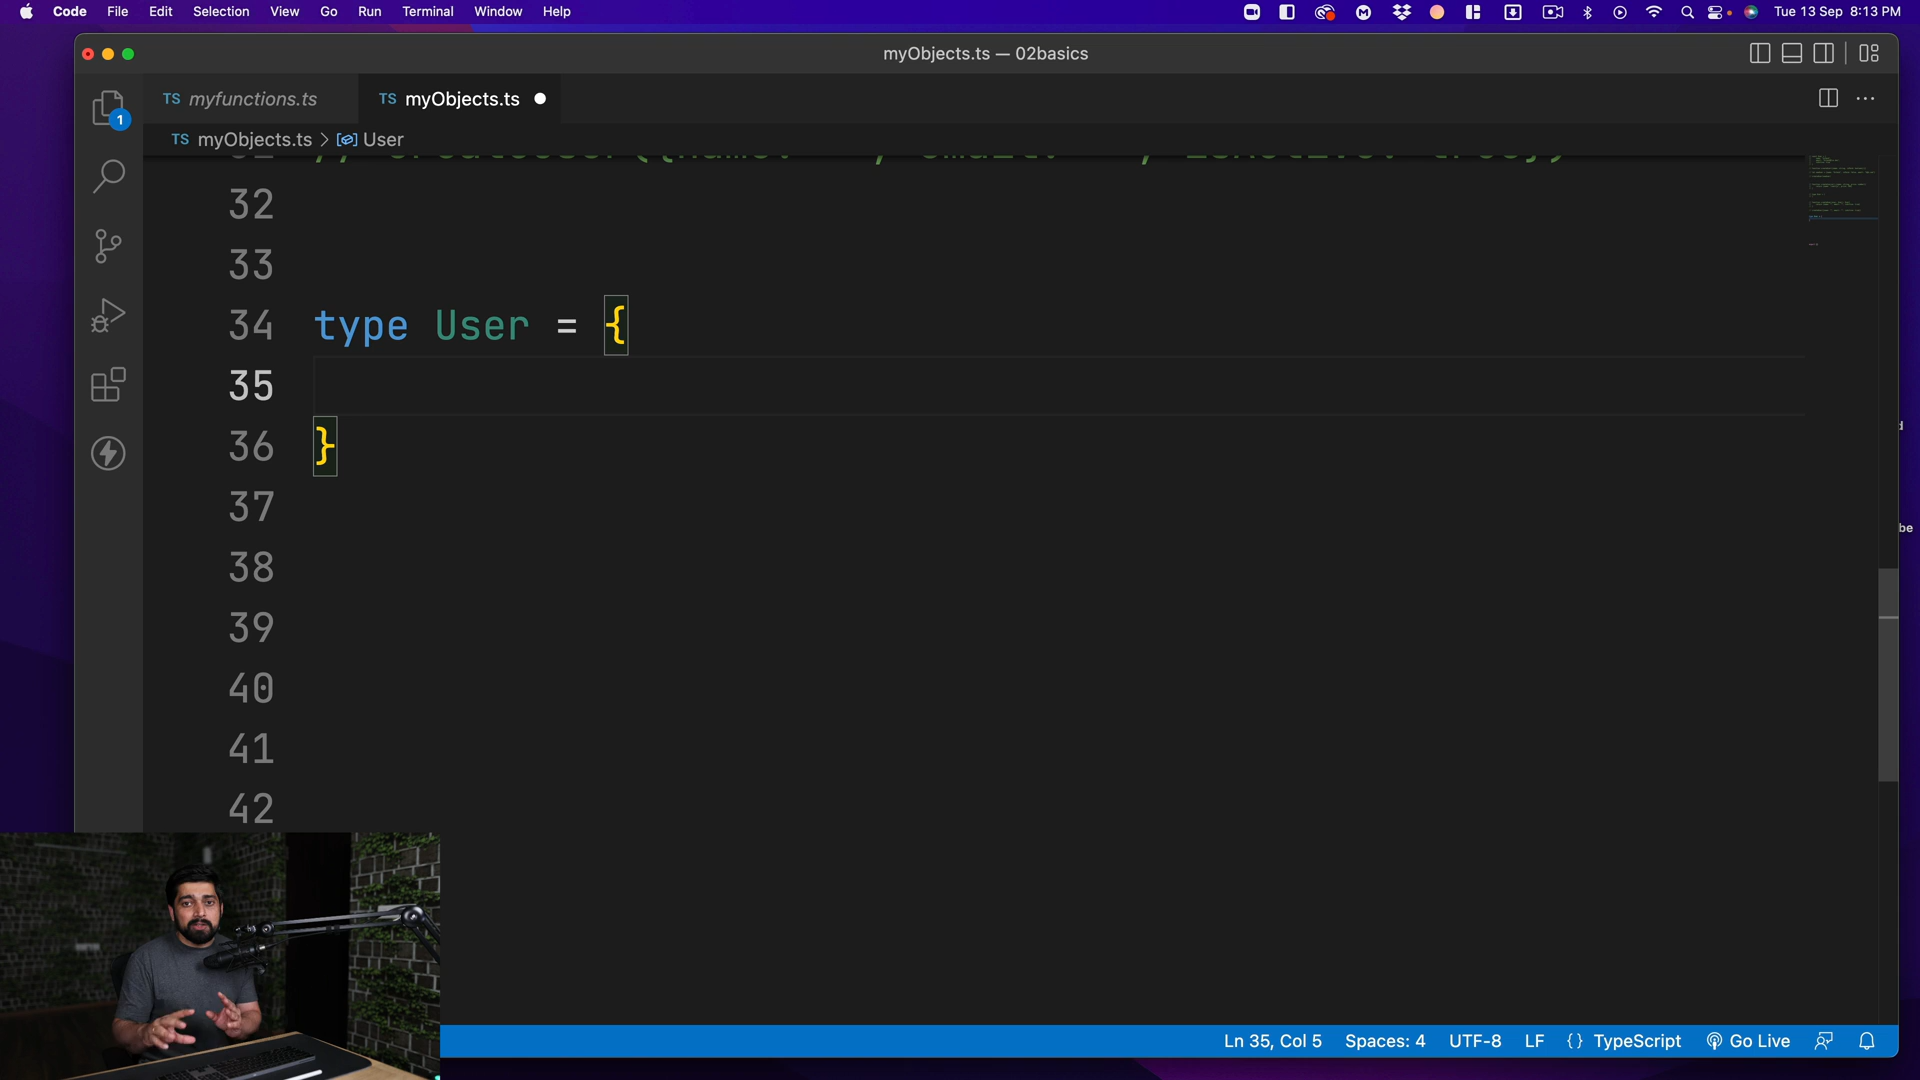 Code File Edit Selection View Go Run Terminal Window Help
Tue 13 Sep 8:13 PM
myObjects.ts — 02basics
TS myfunctions.ts
TS myObjects.ts
1
TS myObjects.ts > User
32
33
34 type User = {
35
36 }
37
38
39
40
41
42
be
Ln 35, Col 5 Spaces: 4 UTF-8 LF {} TypeScript Go Live